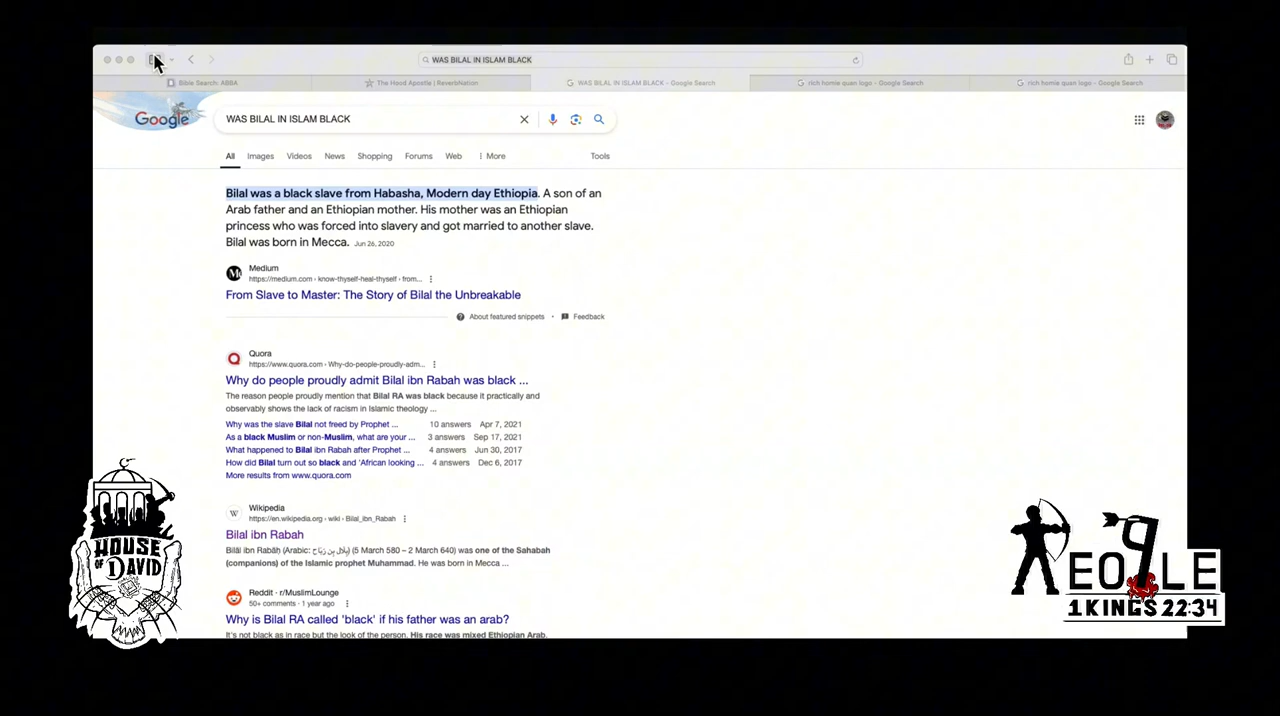 WAS BILAL IN ISLAM BLACK
Bible Search: ABBA
The Hood Apostle | ReverbNation
WAS BILAL IN ISLAM BLACK - Google Search
rich homie quan logo - Google Search
rich homie quan logo - Google Search
Google
WAS BILAL IN ISLAM BLACK
All Images Videos News Shopping Forums Web More Tools
Bilal was a black slave from Habasha, Modern day Ethiopia. A son of an
Arab father and an Ethiopian mother. His mother was an Ethiopian
princess who was forced into slavery and got married to another slave.
Bilal was born in Mecca. Jun 26, 2020
Medium
https://medium.com › know-thyself-heal-thyself › from...
From Slave to Master: The Story of Bilal the Unbreakable
About featured snippets • Feedback
Quora
https://www.quora.com › Why-do-people-proudly-adm...
Why do people proudly admit Bilal ibn Rabah was black ...
The reason people proudly mention that Bilal RA was black because it practically and
observably shows the lack of racism in Islamic theology ...
Why was the slave Bilal not freed by Prophet ... 10 answers Apr 7, 2021
As a black Muslim or non-Muslim, what are your ... 3 answers Sep 17, 2021
What happened to Bilal ibn Rabah after Prophet ... 4 answers Jun 30, 2017
How did Bilal turn out so black and 'African looking ... 4 answers Dec 6, 2017
More results from www.quora.com
Wikipedia
https://en.wikipedia.org › wiki › Bilal_ibn_Rabah
Bilal ibn Rabah
Bilāl ibn Rabāḥ (Arabic: بِلَال بِن رَبَاح) (5 March 580 – 2 March 640) was one of the Sahabah
(companions) of the Islamic prophet Muhammad. He was born in Mecca ...
Reddit · r/MuslimLounge
50+ comments · 1 year ago
Why is Bilal RA called 'black' if his father was an arab?
It's not black as in race but the look of the person. His race was mixed Ethiopian Arab.
HOUSE
OF DAVID
EOPLE
1 KINGS 22:34